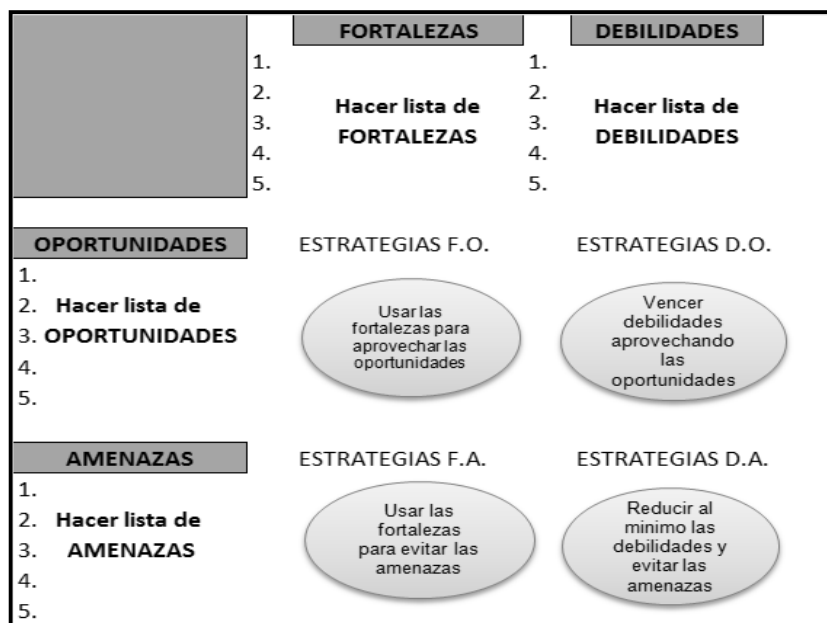 FORTALEZAS
DEBILIDADES
1.
2.
3.
4.
5.
Hacer lista de
FORTALEZAS
1.
2.
3.
4.
5.
Hacer lista de
DEBILIDADES
OPORTUNIDADES
ESTRATEGIAS F.O.
ESTRATEGIAS D.O.
1.
2. Hacer lista de
3. OPORTUNIDADES
4.
5.
Usar las
fortalezas para
aprovechar las
oportunidades
Vencer
debilidades
aprovechando
las
oportunidades
AMENAZAS
ESTRATEGIAS F.A.
ESTRATEGIAS D.A.
1.
2. Hacer lista de
3. AMENAZAS
4.
5.
Usar las
fortalezas
para evitar las
amenazas
Reducir al
minimo las
debilidades y
evitar las
amenazas